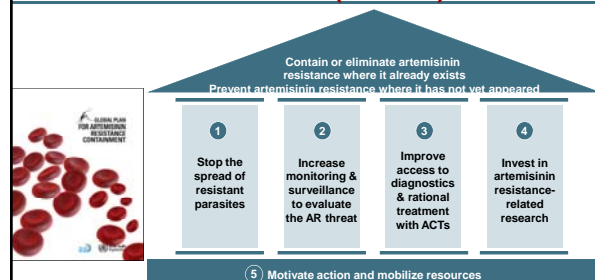 Contain or eliminate artemisinin
resistance where it already exists
Prevent artemisinin resistance where it has not yet appeared
GLOBAL PLAN
FOR ARTEMISININ
RESISTANCE
CONTAINMENT
1
Stop the
spread of
resistant
parasites
2
Increase
monitoring &
surveillance
to evaluate
the AR threat
3
Improve
access to
diagnostics
& rational
treatment
with ACTs
4
Invest in
artemisinin
resistance-
related
research
5 Motivate action and mobilize resources